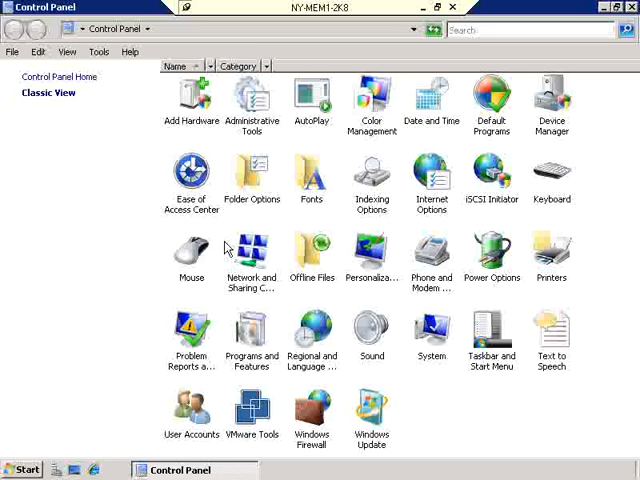 Control Panel
NY-MEM1-2K8
Control Panel
Search
File Edit View Tools Help
Name Category
Control Panel Home
Classic View
Add Hardware
Administrative
Tools
AutoPlay
Color
Management
Date and Time
Default
Programs
Device
Manager
Ease of
Access Center
Folder Options
Fonts
Indexing
Options
Internet
Options
iSCSI Initiator
Keyboard
Mouse
Network and
Sharing C...
Offline Files
Personaliza...
Phone and
Modem ...
Power Options
Printers
Problem
Reports a...
Programs and
Features
Regional and
Language ...
Sound
System
Taskbar and
Start Menu
Text to
Speech
User Accounts
VMware Tools
Windows
Firewall
Windows
Update
Start
Control Panel